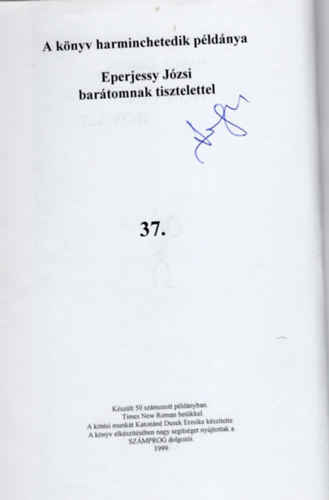 A könyv harminchetedik példánya
Eperjessy Józsi
barátomnak tisztelettel
37.
Készült 50 számozott példányban.
Times New Roman betűkkel.
A kötési munkát Katonáné Dusek Erzsike készítette.
A könyv elkészítésében nagy segítséget nyújtottak a
SZÁMPROG dolgozói.
1999.